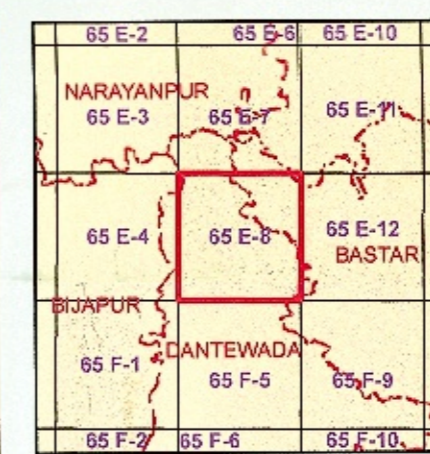 65 E-2 65 E-6 65 E-10
NARAYANPUR
65 E-3 65 E-7 65 E-11
65 E-4 65 E-8 65 E-12
BASTAR
BIJAPUR
DANTEWADA
65 F-1 65 F-5 65 F-9
65 F-2 65 F-6 65 F-10